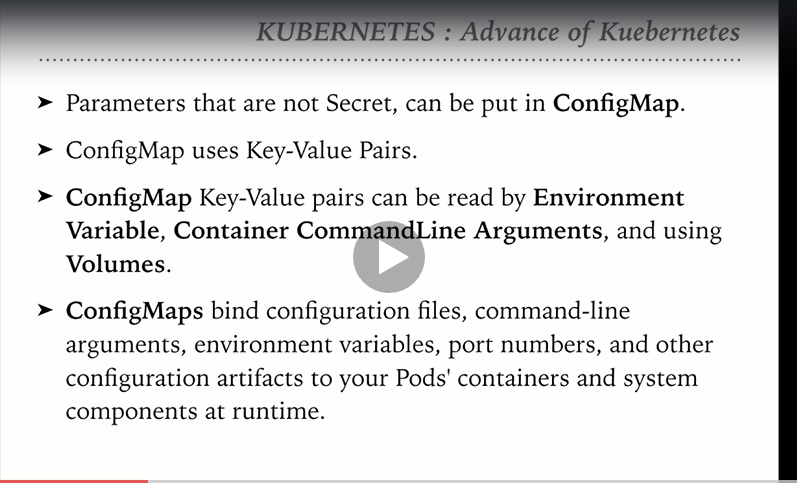 KUBERNETES : Advance of Kuebernetes
➤ Parameters that are not Secret, can be put in ConfigMap.
➤ ConfigMap uses Key-Value Pairs.
➤ ConfigMap Key-Value pairs can be read by Environment
Variable, Container CommandLine Arguments, and using
Volumes.
➤ ConfigMaps bind configuration files, command-line
arguments, environment variables, port numbers, and other
configuration artifacts to your Pods' containers and system
components at runtime.